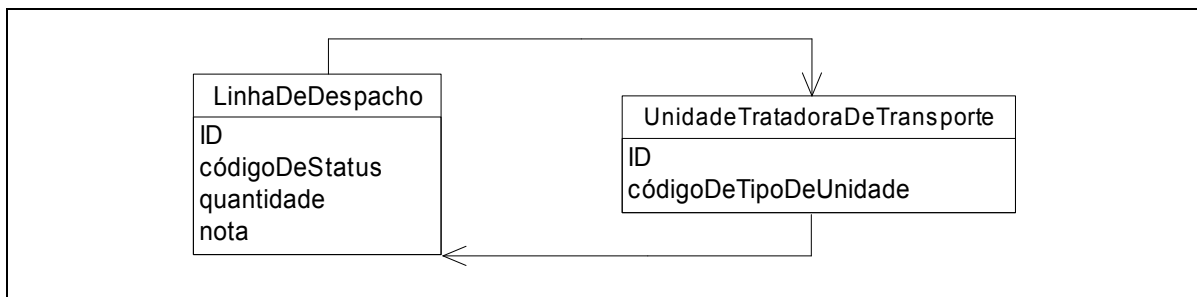 LinhaDeDespacho
ID
códigoDeStatus
quantidade
nota
UnidadeTratadoraDeTransporte
ID
códigoDeTipoDeUnidade